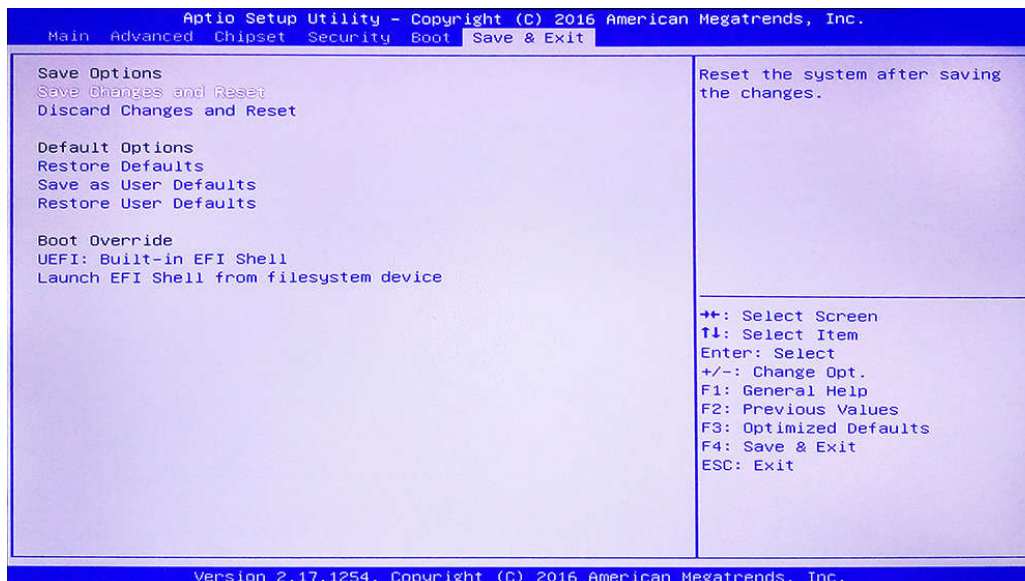 Aptio Setup Utility – Copyright (C) 2016 American Megatrends, Inc.
Main Advanced Chipset Security Boot Save & Exit
Save Options
Save Changes and Reset
Discard Changes and Reset
Default Options
Restore Defaults
Save as User Defaults
Restore User Defaults
Boot Override
UEFI: Built-in EFI Shell
Launch EFI Shell from filesystem device
Reset the system after saving
the changes.
→←: Select Screen
↑↓: Select Item
Enter: Select
+/-: Change Opt.
F1: General Help
F2: Previous Values
F3: Optimized Defaults
F4: Save & Exit
ESC: Exit
Version 2.17.1254. Copyright (C) 2016 American Megatrends, Inc.